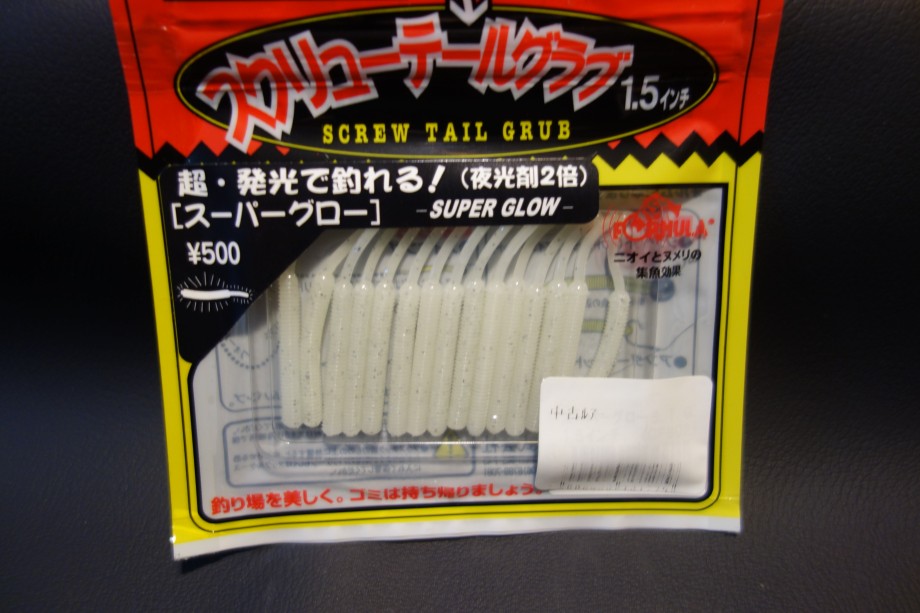 スクリューテールグラブ 1.5インチ
SCREW TAIL GRUB
超・発光で釣れる！（夜光剤2倍）
[スーパーグロー] -SUPER GLOW-
¥500
FORMULA
ニオイとヌメリの
集魚効果
中古ルア
釣り場を美しく。ゴミは持ち帰りましょう